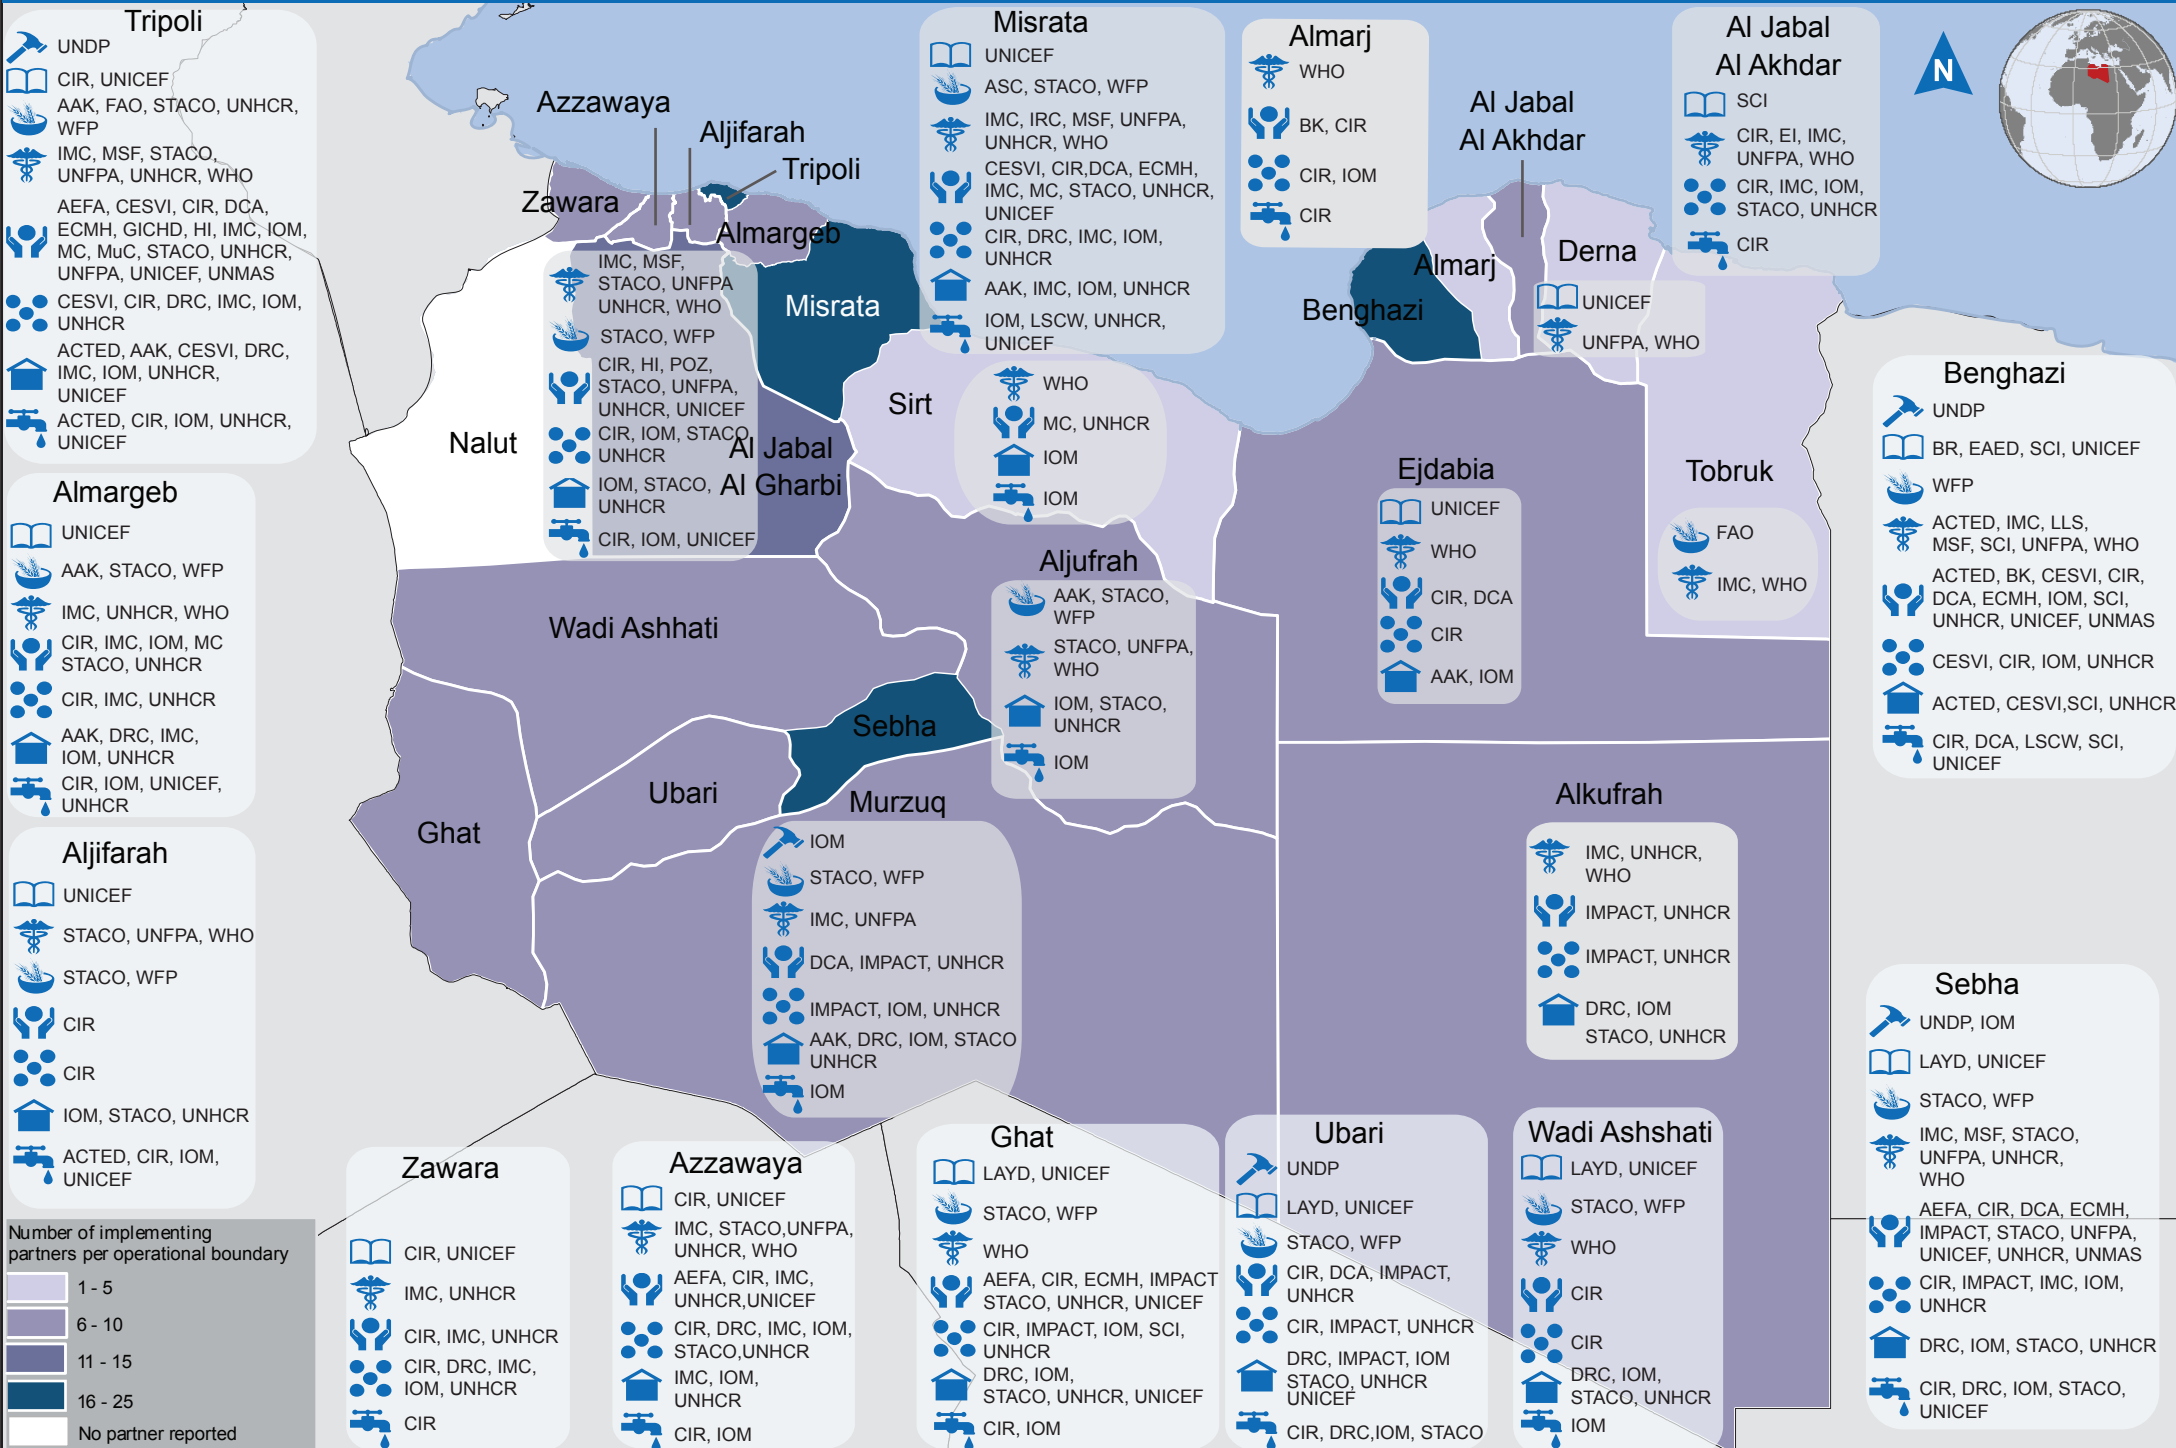 Tripoli
UNDP
CIR, UNICEF
AAK, FAO, STACO, UNHCR,
WFP
IMC, MSF, STACO,
UNFPA, UNHCR, WHO
AEFA, CESVI, CIR, DCA,
ECMH, GICHD, HI, IMC, IOM,
MC, MuC, STACO, UNHCR,
UNFPA, UNICEF, UNMAS
CESVI, CIR, DRC, IMC, IOM,
UNHCR
ACTED, AAK, CESVI, DRC,
IMC, IOM, UNHCR,
UNICEF
ACTED, CIR, IOM, UNHCR,
UNICEF
Almargeb
UNICEF
AAK, STACO, WFP
IMC, UNHCR, WHO
CIR, IMC, IOM, MC
STACO, UNHCR
CIR, IMC, UNHCR
AAK, DRC, IMC,
IOM, UNHCR
CIR, IOM, UNICEF,
UNHCR
Aljifarah
UNICEF
STACO, UNFPA, WHO
STACO, WFP
CIR
CIR
IOM, STACO, UNHCR
ACTED, CIR, IOM,
UNICEF
Number of implementing
partners per operational boundary
1 - 5
6 - 10
11 - 15
16 - 25
No partner reported
Azzawaya
Aljifarah
Tripoli
Zawara
Almargeb
Misrata
Nalut
IMC, MSF,
STACO, UNFPA
UNHCR, WHO
STACO, WFP
CIR, HI, POZ,
STACO, UNFPA,
UNHCR, UNICEF
CIR, IOM, STACO
UNHCR
IOM, STACO,
UNHCR
CIR, IOM, UNICEF
Al Jabal
Al Gharbi
Misrata
UNICEF
ASC, STACO, WFP
IMC, IRC, MSF, UNFPA,
UNHCR, WHO
CESVI, CIR,DCA, ECMH,
IMC, MC, STACO, UNHCR,
UNICEF
CIR, DRC, IMC, IOM,
UNHCR
AAK, IMC, IOM, UNHCR
IOM, LSCW, UNHCR,
UNICEF
Sirt
WHO
MC, UNHCR
IOM
IOM
Almarj
WHO
BK, CIR
CIR, IOM
CIR
Al Jabal
Al Akhdar
Al Jabal
Al Akhdar
SCI
CIR, EI, IMC,
UNFPA, WHO
CIR, IMC, IOM,
STACO, UNHCR
CIR
N
Benghazi
Almarj
Derna
UNICEF
UNFPA, WHO
Benghazi
UNDP
BR, EAED, SCI, UNICEF
WFP
ACTED, IMC, LLS,
MSF, SCI, UNFPA, WHO
ACTED, BK, CESVI, CIR,
DCA, ECMH, IOM, SCI,
UNHCR, UNICEF, UNMAS
CESVI, CIR, IOM, UNHCR
ACTED, CESVI,SCI, UNHCR
CIR, DCA, LSCW, SCI,
UNICEF
Ejdabia
UNICEF
WHO
CIR, DCA
CIR
AAK, IOM
Tobruk
FAO
IMC, WHO
Aljufrah
AAK, STACO,
WFP
STACO, UNFPA,
WHO
IOM, STACO,
UNHCR
IOM
Wadi Ashhati
Sebha
Ubari
Ghat
Murzuq
IOM
STACO, WFP
IMC, UNFPA
DCA, IMPACT, UNHCR
IMPACT, IOM, UNHCR
AAK, DRC, IOM, STACO
UNHCR
IOM
Alkufrah
IMC, UNHCR,
WHO
IMPACT, UNHCR
IMPACT, UNHCR
DRC, IOM
STACO, UNHCR
Sebha
UNDP, IOM
LAYD, UNICEF
STACO, WFP
IMC, MSF, STACO,
UNFPA, UNHCR,
WHO
AEFA, CIR, DCA, ECMH,
IMPACT, STACO, UNFPA,
UNICEF, UNHCR, UNMAS
CIR, IMPACT, IMC, IOM,
UNHCR
DRC, IOM, STACO, UNHCR
CIR, DRC, IOM, STACO,
UNICEF
Zawara
CIR, UNICEF
IMC, UNHCR
CIR, IMC, UNHCR
CIR, DRC, IMC,
IOM, UNHCR
CIR
Azzawaya
CIR, UNICEF
IMC, STACO,UNFPA,
UNHCR, WHO
AEFA, CIR, IMC,
UNHCR,UNICEF
CIR, DRC, IMC, IOM,
STACO,UNHCR
IMC, IOM,
UNHCR
CIR, IOM
Ghat
LAYD, UNICEF
STACO, WFP
WHO
AEFA, CIR, ECMH, IMPACT
STACO, UNHCR, UNICEF
CIR, IMPACT, IOM, SCI,
UNHCR
DRC, IOM,
STACO, UNHCR, UNICEF
CIR, IOM
Ubari
UNDP
LAYD, UNICEF
STACO, WFP
CIR, DCA, IMPACT,
UNHCR
CIR, IMPACT, UNHCR
DRC, IMPACT, IOM
STACO, UNHCR
UNICEF
CIR, DRC,IOM, STACO
Wadi Ashshati
LAYD, UNICEF
STACO, WFP
WHO
CIR
CIR
DRC, IOM,
STACO, UNHCR
IOM